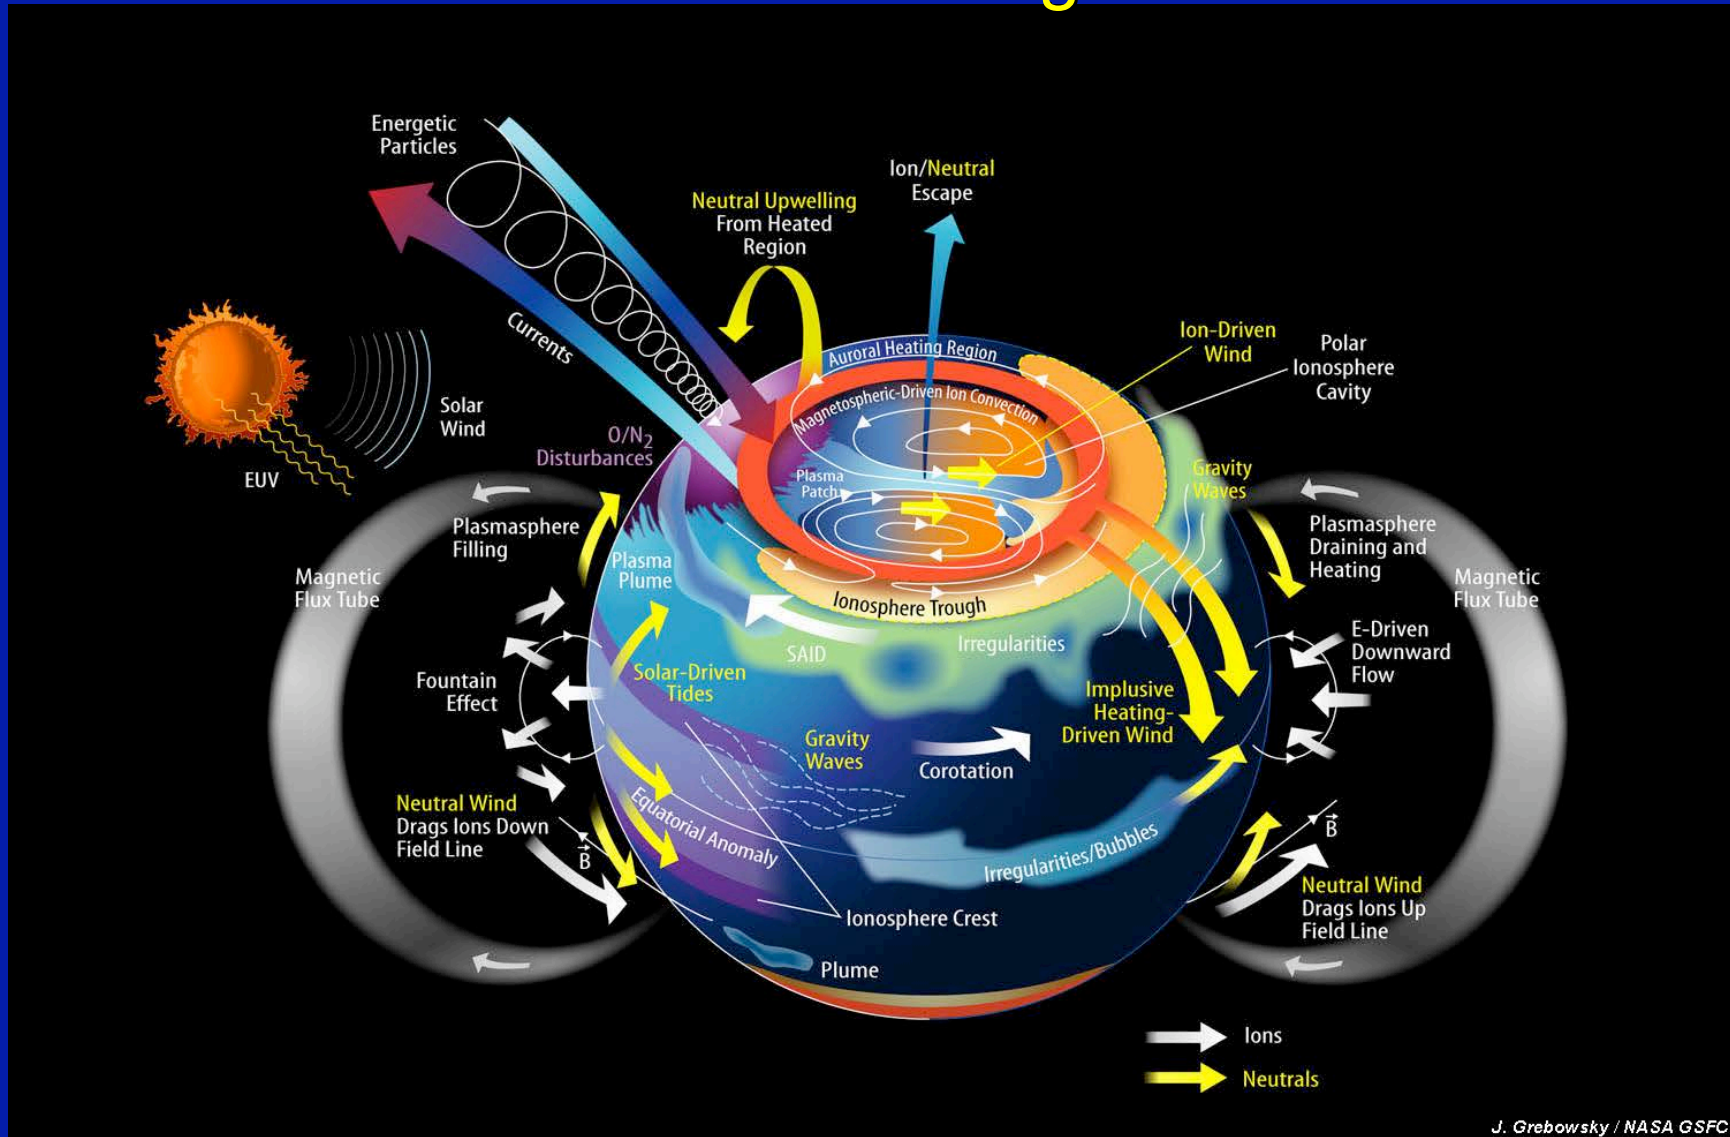 Energetic
Particles
Ion/Neutral
Escape
Neutral Upwelling
From Heated
Region
Currents
Solar
Wind
EUV
Auroral Heating Region
Ion-Driven
Wind
Polar
Ionosphere
Cavity
Magnetospheric-Driven Ion Convection
O/N2
Disturbances
Plasma
Patch
Gravity
Waves
Plasmasphere
Filling
Plasmasphere
Draining and
Heating
Magnetic
Flux Tube
Plasma
Plume
Magnetic
Flux Tube
Ionosphere Trough
SAID
Irregularities
E-Driven
Downward
Flow
Fountain
Effect
Solar-Driven
Tides
Implusive
Heating-
Driven Wind
Gravity
Waves
Corotation
Neutral Wind
Drags Ions Down
Field Line
B
Equatorial Anomaly
Irregularities/Bubbles
B
Neutral Wind
Drags Ions Up
Field Line
Ionosphere Crest
Plume
Ions
Neutrals
J. Grebowsky / NASA GSFC